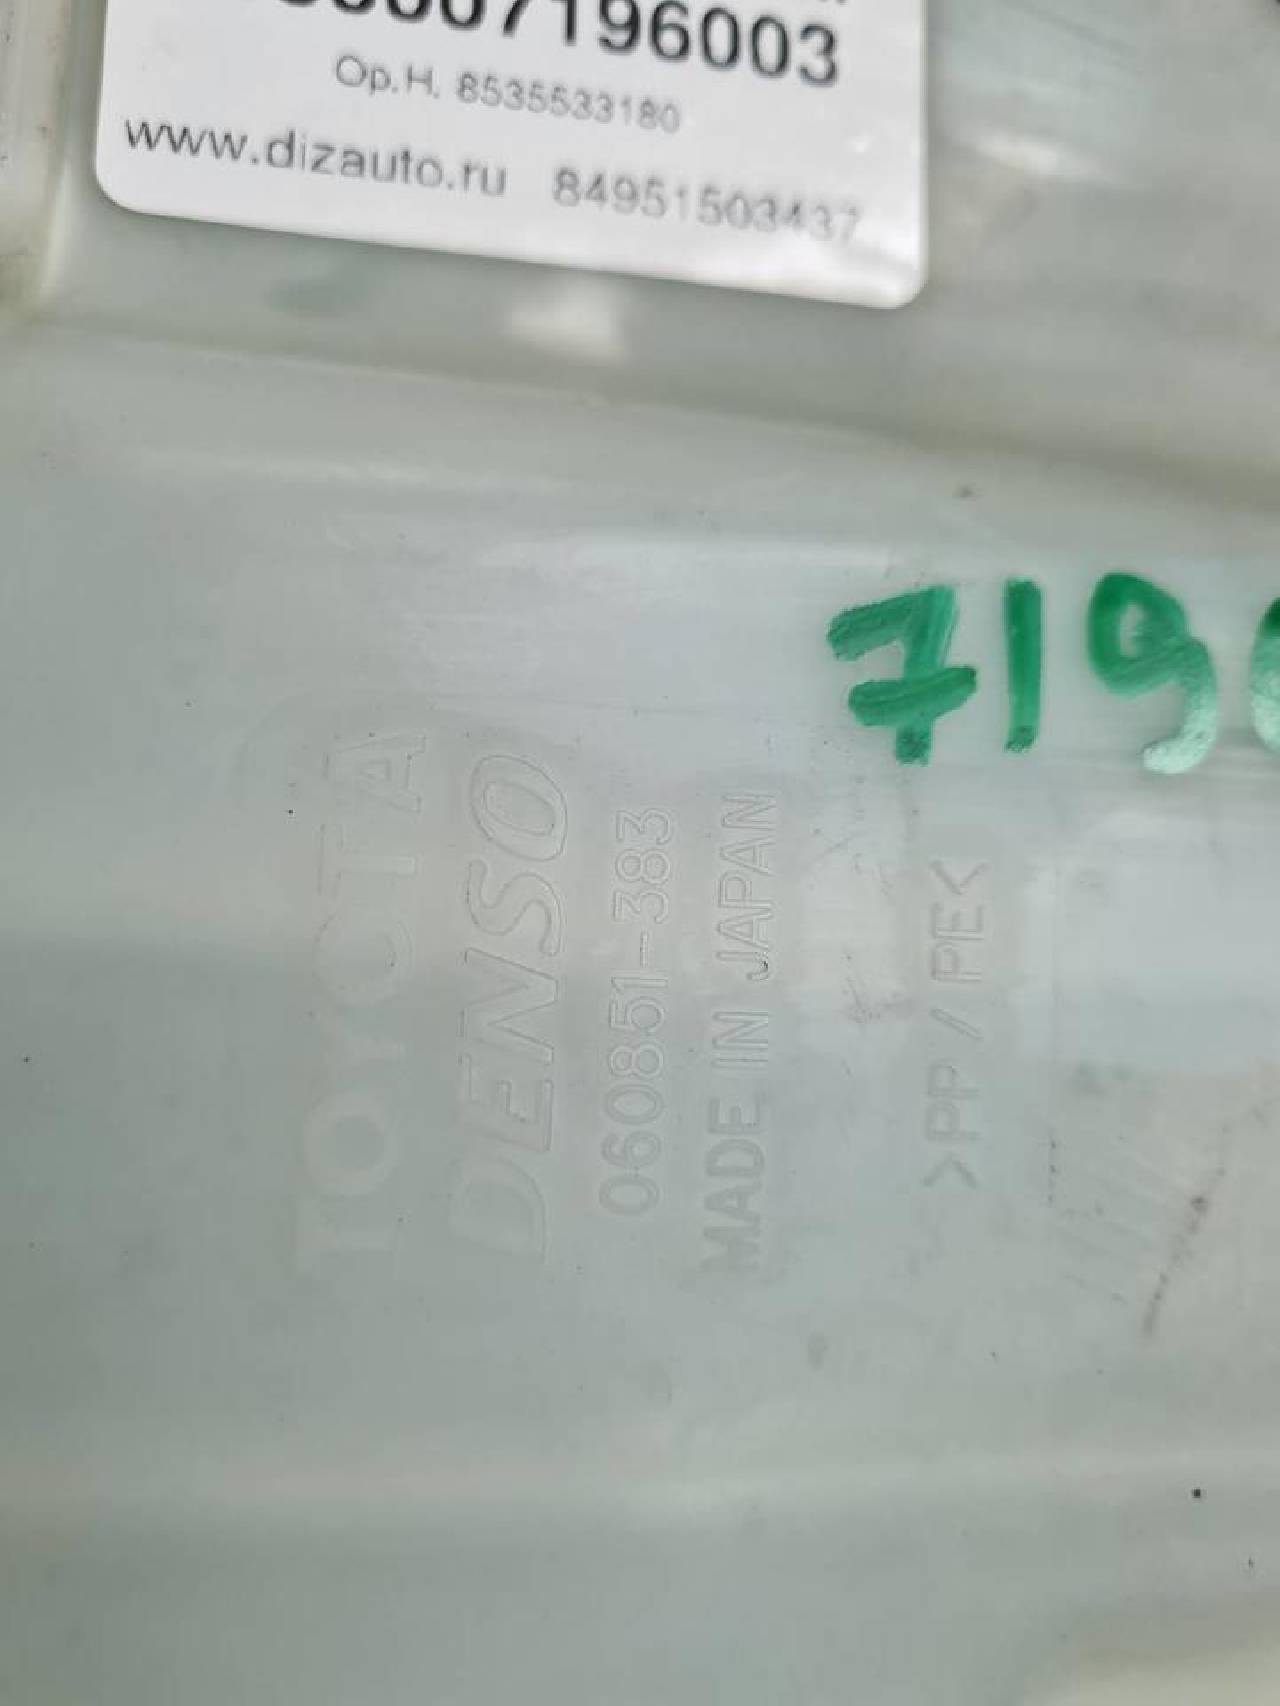 7196003
Ор.Н. 8535533180
www.dizauto.ru 84951503437
719
TOYOTA
DENSO
060851-383
MADE IN JAPAN
>PP/PE<